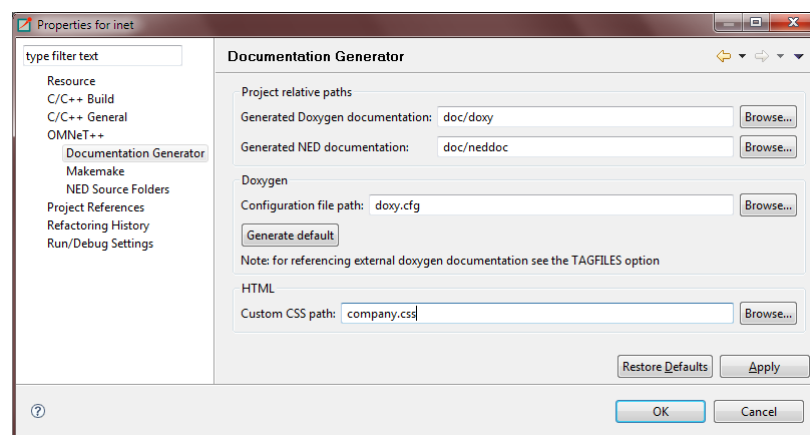 Properties for inet
type filter text
Documentation Generator
Resource
C/C++ Build
C/C++ General
OMNeT++
Documentation Generator
Makemake
NED Source Folders
Project References
Refactoring History
Run/Debug Settings
Project relative paths
Generated Doxygen documentation: doc/doxy Browse...
Generated NED documentation: doc/neddoc Browse...
Doxygen
Configuration file path: doxy.cfg Browse...
Generate default
Note: for referencing external doxygen documentation see the TAGFILES option
HTML
Custom CSS path: company.css Browse...
Restore Defaults Apply
? OK Cancel